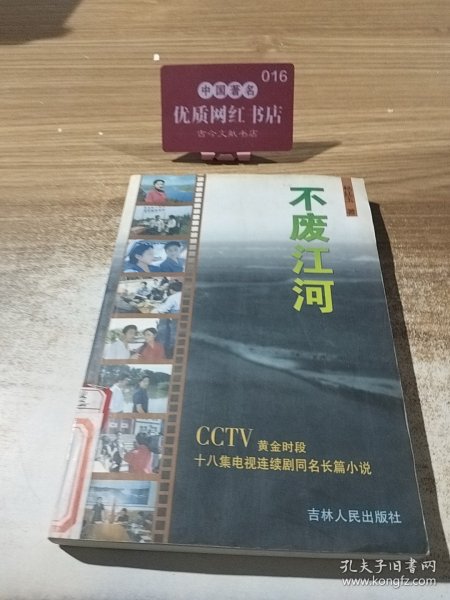 016
中国著名
优质网红书店
古今文献书店
著
不废江河
CCTV 黄金时段
十八集电视连续剧同名长篇小说
吉林人民出版社
孔夫子旧书网
www.kongfz.com